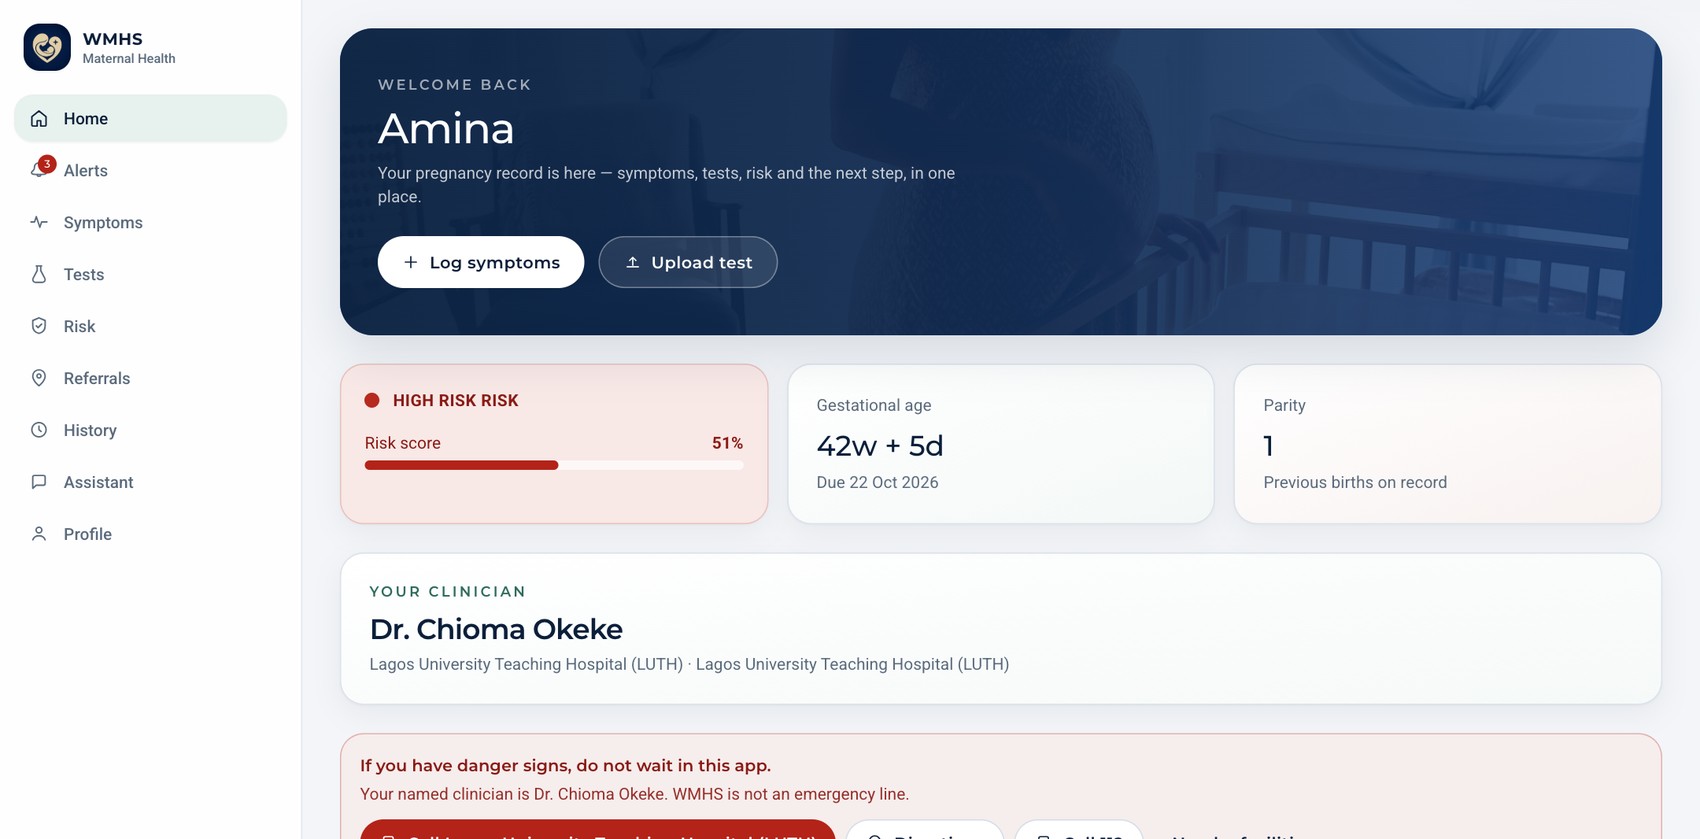 WMHS
Maternal Health
Home
3
Alerts
Symptoms
Tests
Risk
Referrals
History
Assistant
Profile
WELCOME BACK
Amina
Your pregnancy record is here — symptoms, tests, risk and the next step, in one
place.
Log symptoms
Upload test
HIGH RISK RISK
Risk score 51%
Gestational age
42w + 5d
Due 22 Oct 2026
Parity
1
Previous births on record
YOUR CLINICIAN
Dr. Chioma Okeke
Lagos University Teaching Hospital (LUTH) · Lagos University Teaching Hospital (LUTH)
If you have danger signs, do not wait in this app.
Your named clinician is Dr. Chioma Okeke. WMHS is not an emergency line.